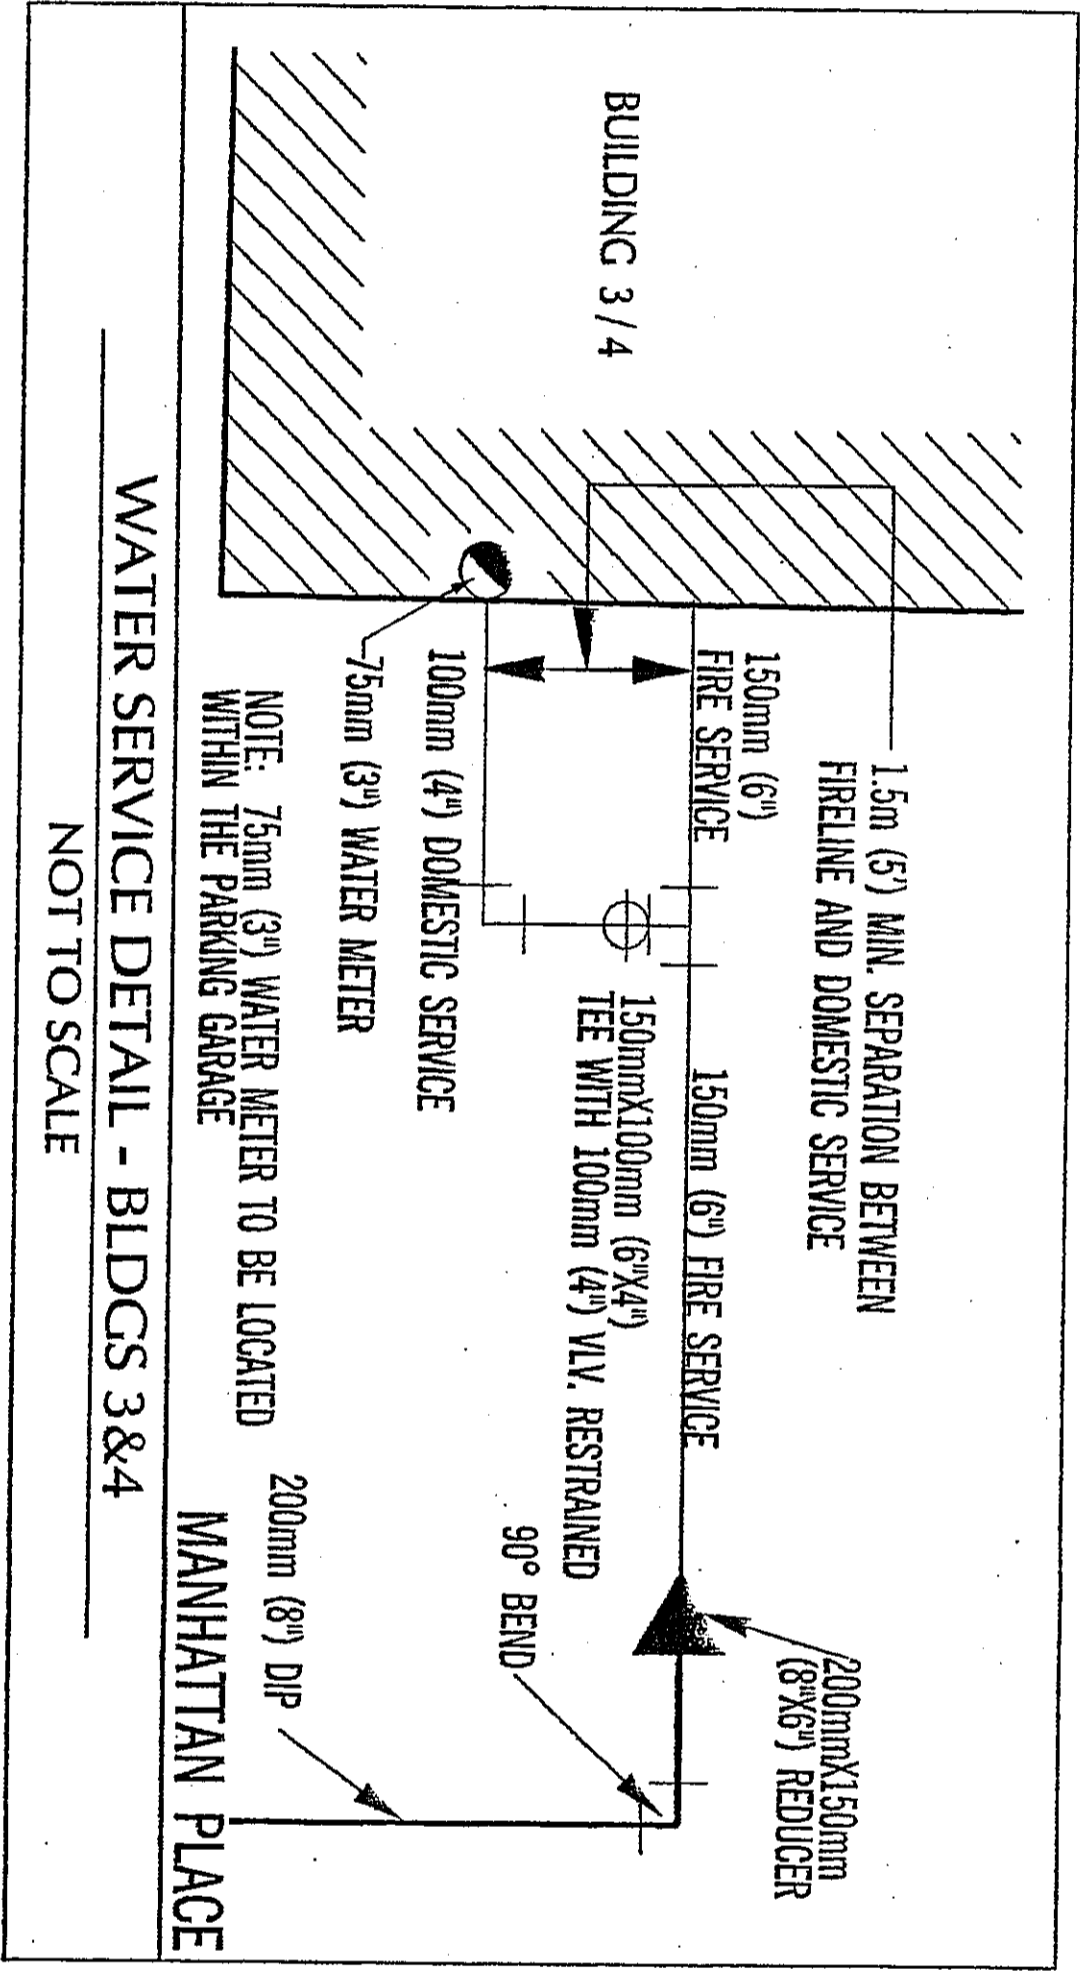 BUILDING 3 / 4
1.5m (5') MIN. SEPARATION BETWEEN
FIRELINE AND DOMESTIC SERVICE
200mmX150mm
(8"X6") REDUCER
150mm (6")
FIRE SERVICE
150mm (6") FIRE SERVICE
150mmX100mm (6"X4")
TEE WITH 100mm (4") VLV. RESTRAINED
90° BEND
100mm (4") DOMESTIC SERVICE
75mm (3") WATER METER
200mm (8") DIP
NOTE: 75mm (3") WATER METER TO BE LOCATED
WITHIN THE PARKING GARAGE
MANHATTAN PLACE
WATER SERVICE DETAIL - BLDGS 3&4
NOT TO SCALE